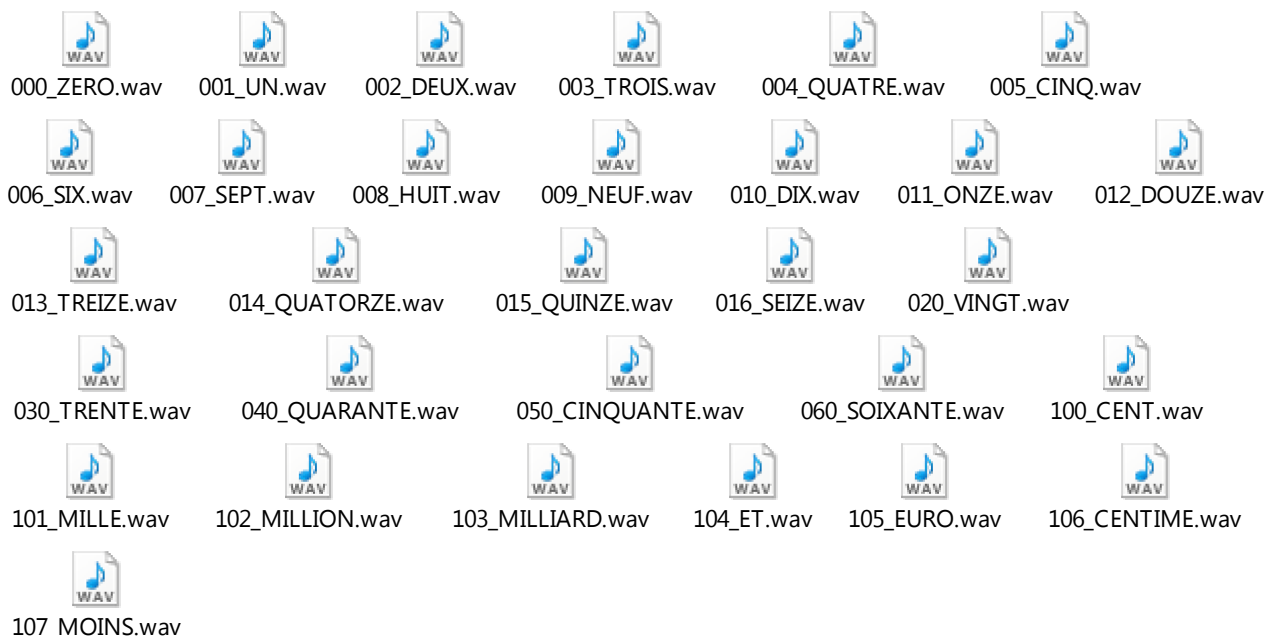 WAV WAV WAV WAV WAV WAV
000_ZERO.wav 001_UN.wav 002_DEUX.wav 003_TROIS.wav 004_QUATRE.wav 005_CINQ.wav
WAV WAV WAV WAV WAV WAV WAV
006_SIX.wav 007_SEPT.wav 008_HUIT.wav 009_NEUF.wav 010_DIX.wav 011_ONZE.wav 012_DOUZE.wav
WAV WAV WAV WAV WAV
013_TREIZE.wav 014_QUATORZE.wav 015_QUINZE.wav 016_SEIZE.wav 020_VINGT.wav
WAV WAV WAV WAV WAV
030_TRENTE.wav 040_QUARANTE.wav 050_CINQUANTE.wav 060_SOIXANTE.wav 100_CENT.wav
WAV WAV WAV WAV WAV WAV
101_MILLE.wav 102_MILLION.wav 103_MILLIARD.wav 104_ET.wav 105_EURO.wav 106_CENTIME.wav
WAV
107_MOINS.wav